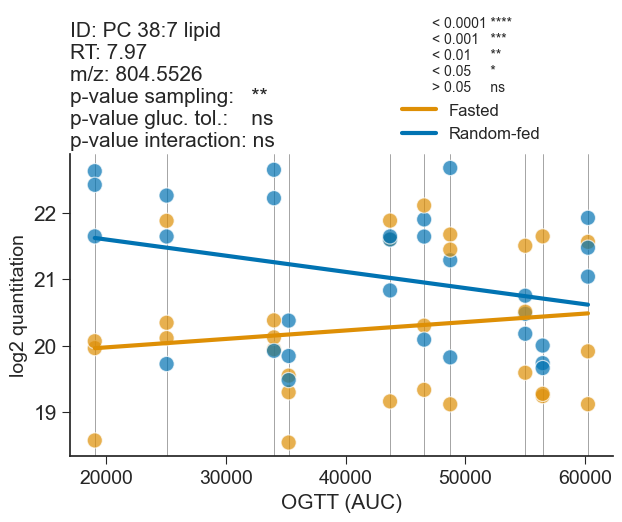 ID: PC 38:7 lipid
RT: 7.97
m/z: 804.5526
p-value sampling: **
p-value gluc. tol.: ns
p-value interaction: ns
< 0.0001 ****
< 0.001 ***
< 0.01 **
< 0.05 *
> 0.05 ns
Fasted
Random-fed
log2 quantitation
22
21
20
19
20000 30000 40000 50000 60000
OGTT (AUC)